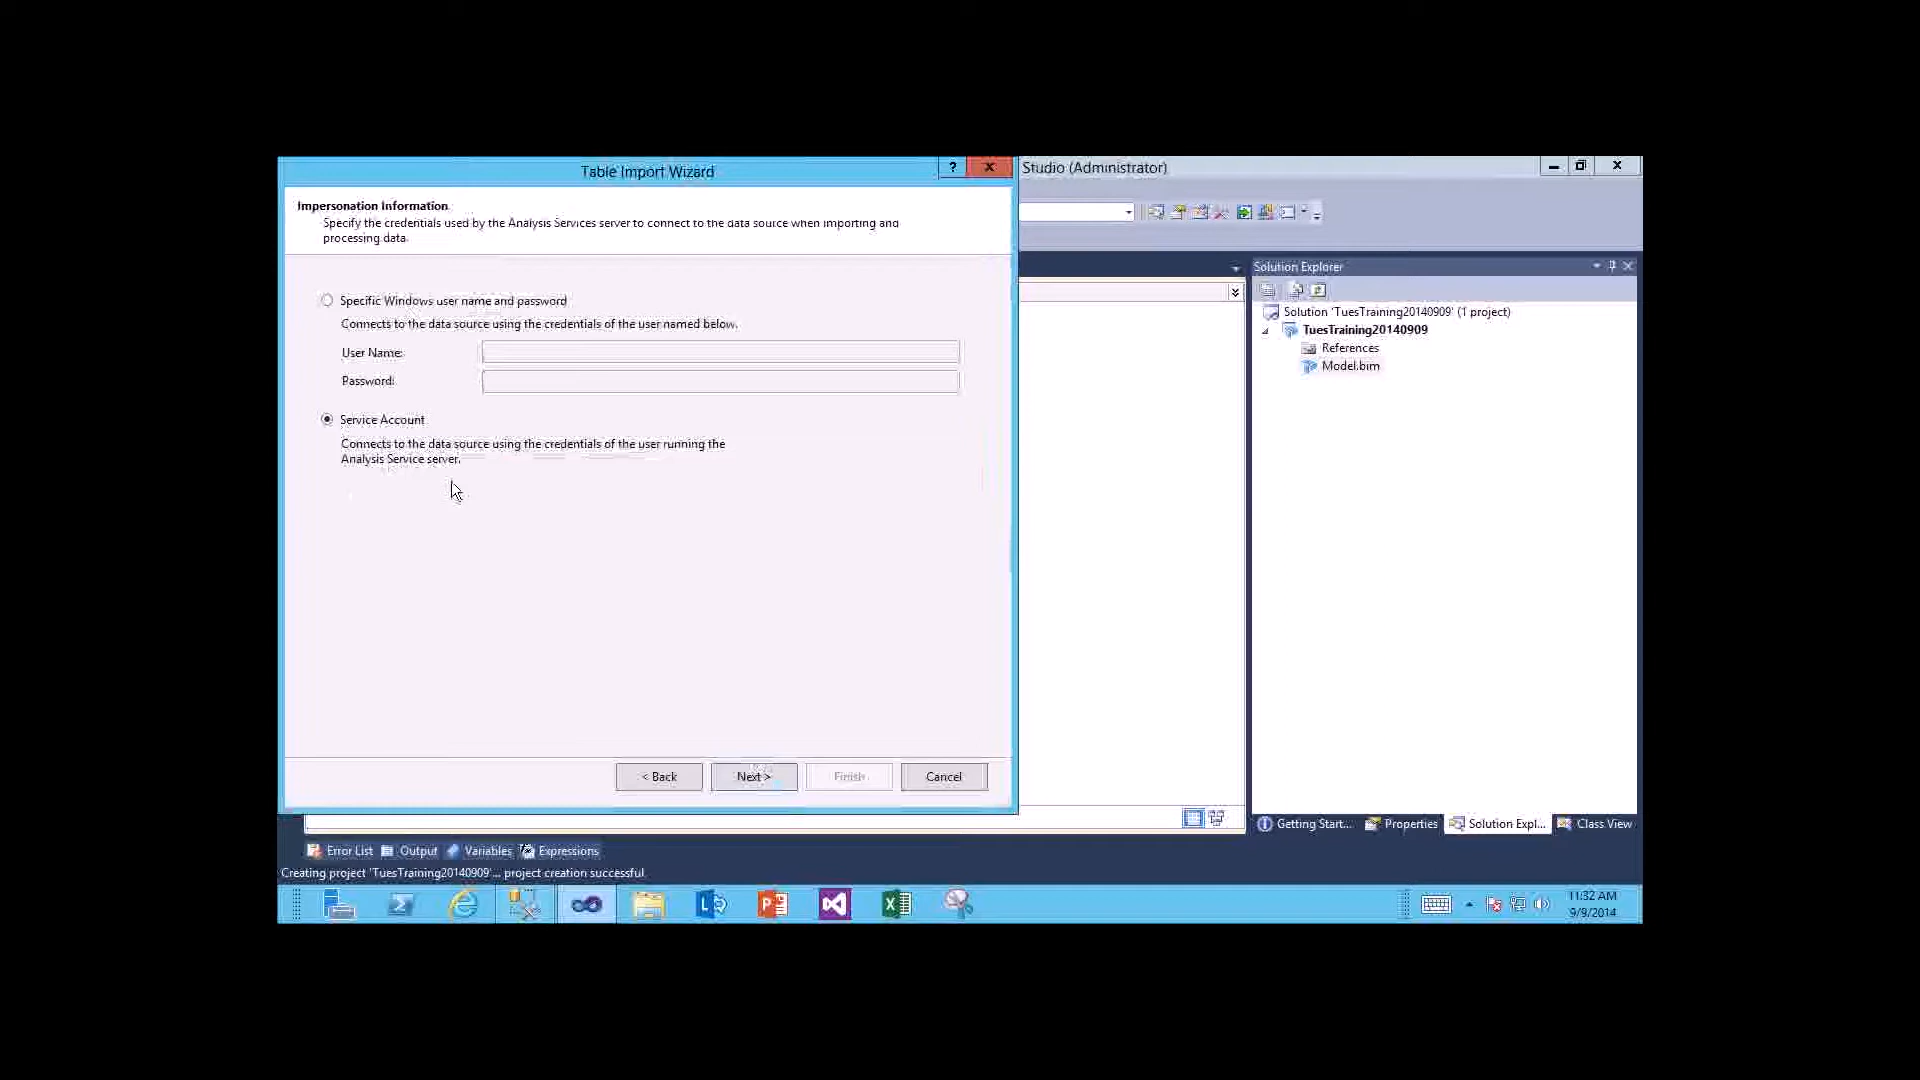 Table Import Wizard
?
Studio (Administrator)
Impersonation Information
Specify the credentials used by the Analysis Services server to connect to the data source when importing and
processing data.
Specific Windows user name and password
Connects to the data source using the credentials of the user named below.
User Name:
Password:
Service Account
Connects to the data source using the credentials of the user running the
Analysis Service server.
< Back
Next >
Finish
Cancel
Solution Explorer
Solution 'TuesTraining20140909' (1 project)
TuesTraining20140909
References
Model.bim
Getting Start...
Properties
Solution Expl...
Class View
Error List
Output
Variables
Expressions
Creating project 'TuesTraining20140909'... project creation successful.
11:32 AM
9/9/2014